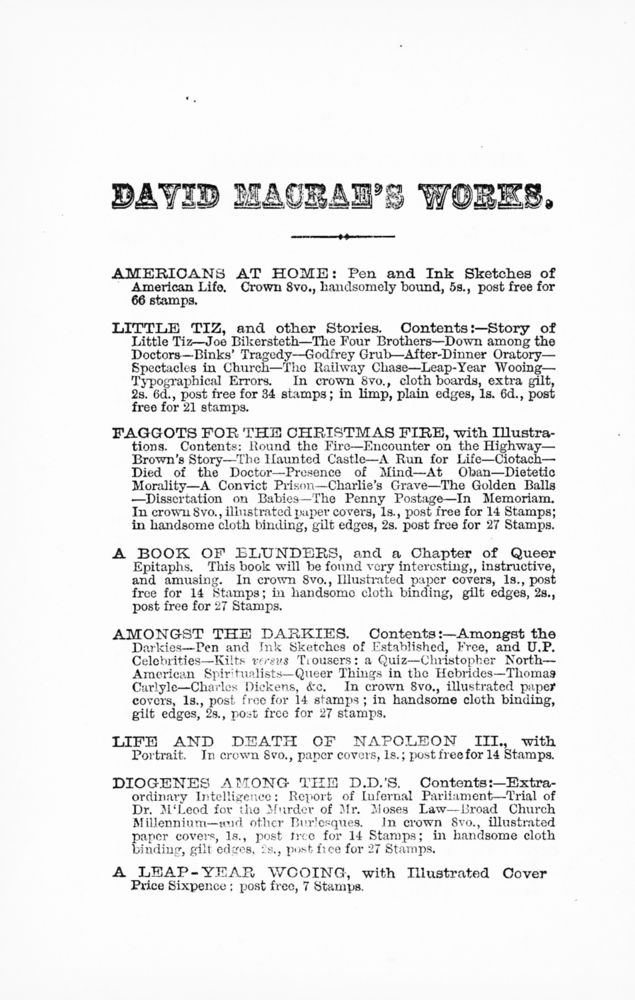 DAVID MACRAE'S WORKS.
AMERICANS AT HOME: Pen and Ink Sketches of
American Life. Crown 8vo., handsomely bound, 5s., post free for
66 stamps.
LITTLE TIZ, and other Stories. Contents:—Story of
Little Tiz—Joe Bikersteth—The Four Brothers—Down among the
Doctors—Binks' Tragedy—Godfrey Grub—After-Dinner Oratory—
Spectacles in Church—The Railway Chase—Leap-Year Wooing—
Typographical Errors. In crown 8vo., cloth boards, extra gilt,
2s. 6d., post free for 34 stamps; in limp, plain edges, 1s. 6d., post
free for 21 stamps.
FAGGOTS FOR THE CHRISTMAS FIRE, with Illustra-
tions. Contents: Round the Fire—Encounter on the Highway—
Brown's Story—The Haunted Castle—A Run for Life—Ciotach—
Died of the Doctor—Presence of Mind—At Oban—Dietetic
Morality—A Convict Prison—Charlie's Grave—The Golden Balls
—Dissertation on Babies—The Penny Postage—In Memoriam.
In crown 8vo., illustrated paper covers, 1s., post free for 14 Stamps;
in handsome cloth binding, gilt edges, 2s. post free for 27 Stamps.
A BOOK OF BLUNDERS, and a Chapter of Queer
Epitaphs. This book will be found very interesting,, instructive,
and amusing. In crown 8vo., Illustrated paper covers, 1s., post
free for 14 Stamps; in handsome cloth binding, gilt edges, 2s.,
post free for 27 Stamps.
AMONGST THE DARKIES. Contents:—Amongst the
Darkies—Pen and Ink Sketches of Established, Free, and U.P.
Celebrities—Kilts versus Trousers: a Quiz—Christopher North—
American Spiritualists—Queer Things in the Hebrides—Thomas
Carlyle—Charles Dickens, &c. In crown 8vo., illustrated paper
covers, 1s., post free for 14 stamps; in handsome cloth binding,
gilt edges, 2s., post free for 27 stamps.
LIFE AND DEATH OF NAPOLEON III., with
Portrait. In crown 8vo., paper covers, 1s.; post free for 14 Stamps.
DIOGENES AMONG THE D.D.'S. Contents:—Extra-
ordinary Intelligence: Report of Infernal Parliament—Trial of
Dr. M'Leod for the Murder of Mr. Moses Law—Broad Church
Millennium—and other Burlesques. In crown 8vo., illustrated
paper covers, 1s., post free for 14 Stamps; in handsome cloth
binding, gilt edges, 2s., post free for 27 Stamps.
A LEAP-YEAR WOOING, with Illustrated Cover
Price Sixpence: post free, 7 Stamps.